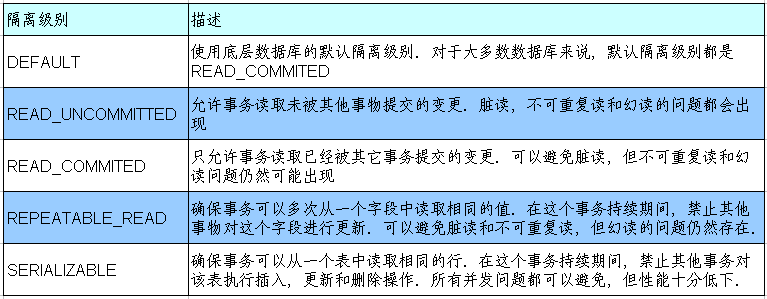 隔离级别 描述
DEFAULT 使用底层数据库的默认隔离级别. 对于大多数数据库来说, 默认隔离级别都是
READ_COMMITED
READ_UNCOMMITTED 允许事务读取未被其他事物提交的变更. 脏读, 不可重复读和幻读的问题都会出
现
READ_COMMITED 只允许事务读取已经被其它事务提交的变更. 可以避免脏读, 但不可重复读和幻
读问题仍然可能出现
REPEATABLE_READ 确保事务可以多次从一个字段中读取相同的值. 在这个事务持续期间, 禁止其他
事物对这个字段进行更新. 可以避免脏读和不可重复读, 但幻读的问题仍然存在.
SERIALIZABLE 确保事务可以从一个表中读取相同的行. 在这个事务持续期间, 禁止其他事务对
该表执行插入, 更新和删除操作. 所有并发问题都可以避免, 但性能十分低下.